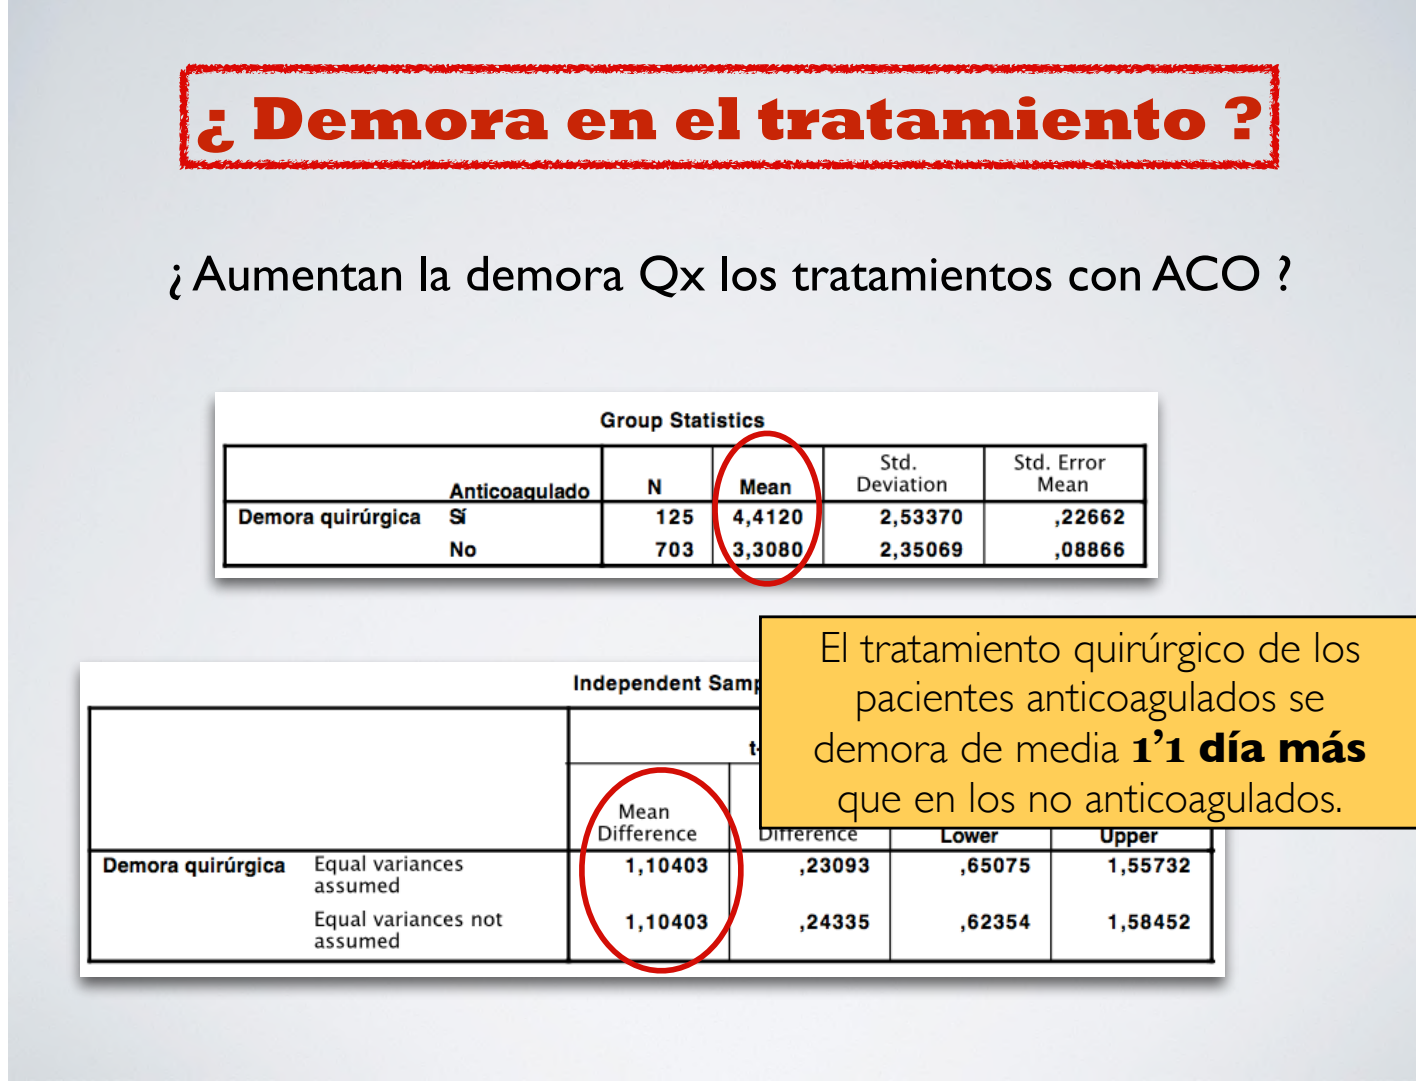 ¿ Demora en el tratamiento ?
¿ Aumentan la demora Qx los tratamientos con ACO ?
Group Statistics
Anticoagulado N Mean Std. Deviation Std. Error Mean
Demora quirúrgica Sí 125 4,4120 2,53370 ,22662
No 703 3,3080 2,35069 ,08866
El tratamiento quirúrgico de los
pacientes anticoagulados se
demora de media 1’1 día más
que en los no anticoagulados.
Independent
Mean Difference Difference Lower Upper
Demora quirúrgica Equal variances assumed 1,10403 ,23093 ,65075 1,55732
Equal variances not assumed 1,10403 ,24335 ,62354 1,58452